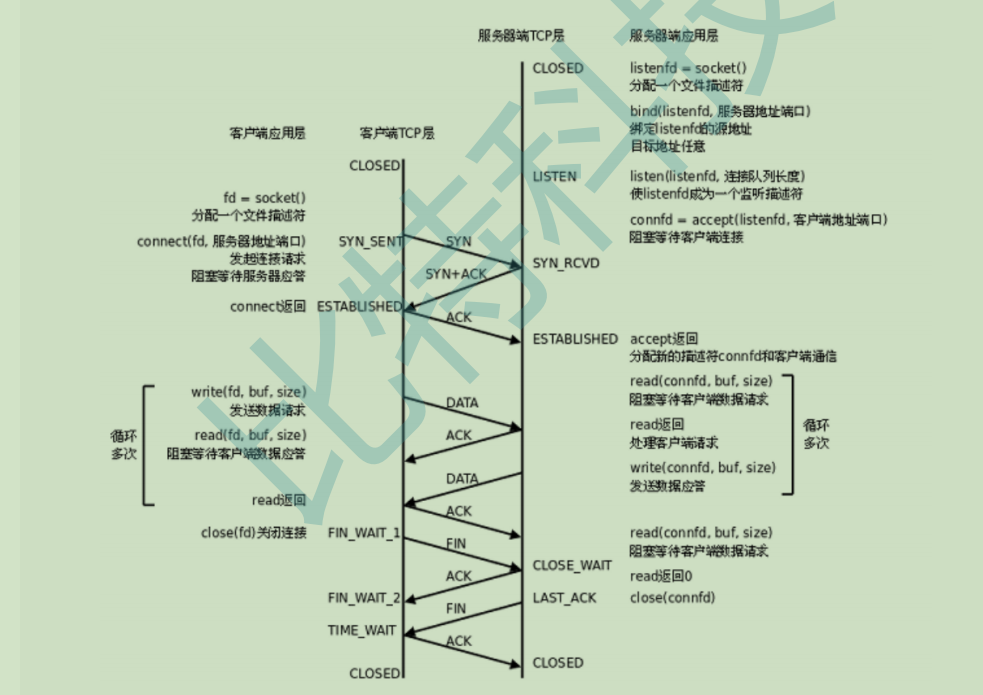 服务器端TCP层 服务器端应用层
CLOSED listenfd = socket()
分配一个文件描述符
bind(listenfd, 服务器地址端口)
绑定listenfd的源地址
目标地址任意
客户端应用层 客户端TCP层
CLOSED
LISTEN listen(listenfd, 连接队列长度)
使listenfd成为一个监听描述符
fd = socket()
分配一个文件描述符
connfd = accept(listenfd, 客户端地址端口)
阻塞等待客户端连接
connect(fd, 服务器地址端口) SYN_SENT SYN
发起连接请求
阻塞等待服务器应答
SYN_RCVD
SYN+ACK
connect返回 ESTABLISHED
ACK
ESTABLISHED accept返回
分配新的描述符connfd和客户端通信
read(connfd, buf, size)
阻塞等待客户端数据请求
write(fd, buf, size)
发送数据请求
DATA
read返回
处理客户端请求
循环
多次
read(fd, buf, size)
阻塞等待客户端数据应答
ACK
循环
多次
write(connfd, buf, size)
发送数据应答
DATA
read返回
ACK
close(fd)关闭连接 FIN_WAIT_1
FIN
read(connfd, buf, size)
阻塞等待客户端数据请求
CLOSE_WAIT
read返回0
ACK
FIN_WAIT_2
LAST_ACK close(connfd)
FIN
TIME_WAIT
ACK
CLOSED
CLOSED
比特科技